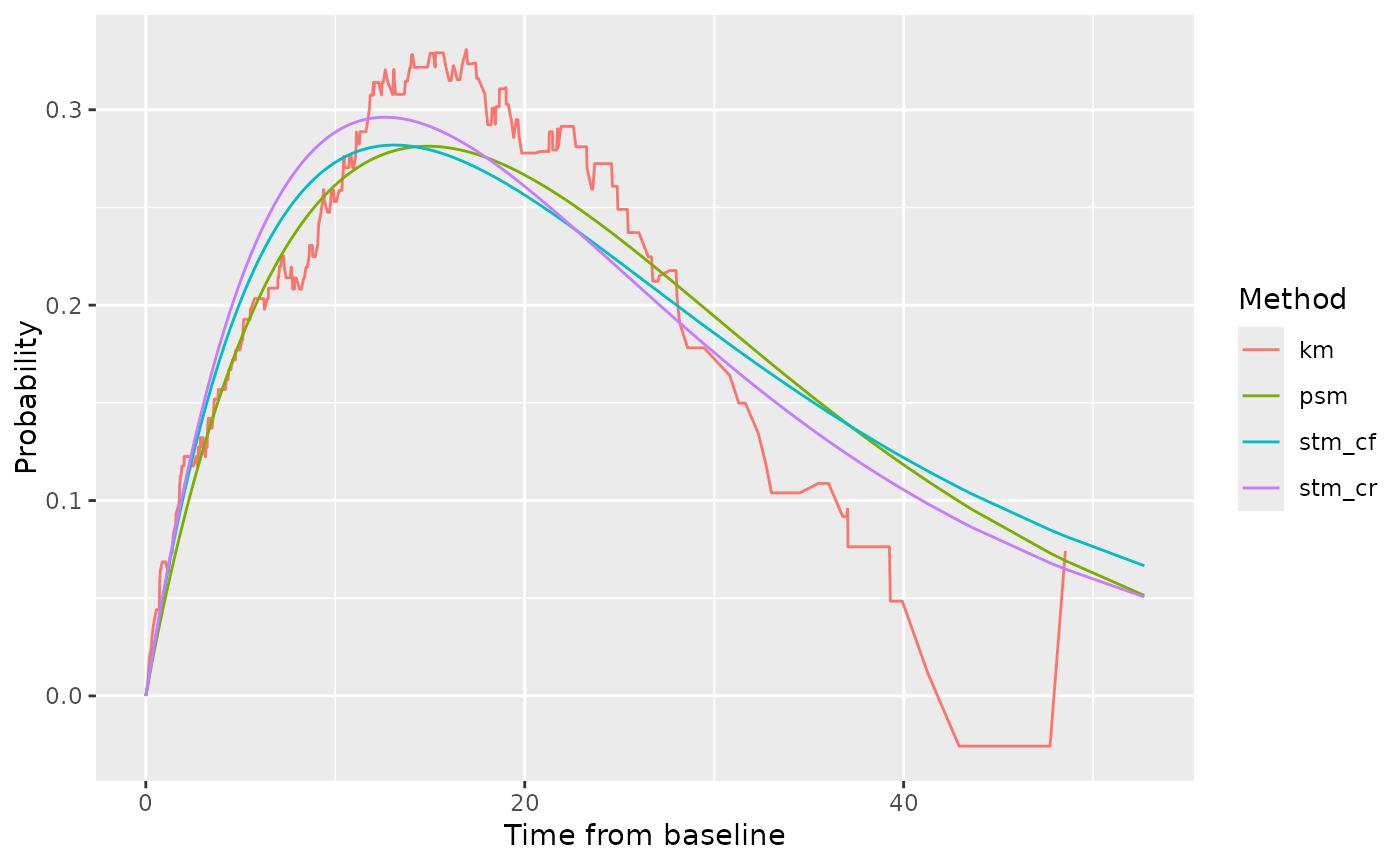 0.3
0.2
0.1
0.0
Probability
0
20
40
Time from baseline
Method
km
psm
stm_cf
stm_cr